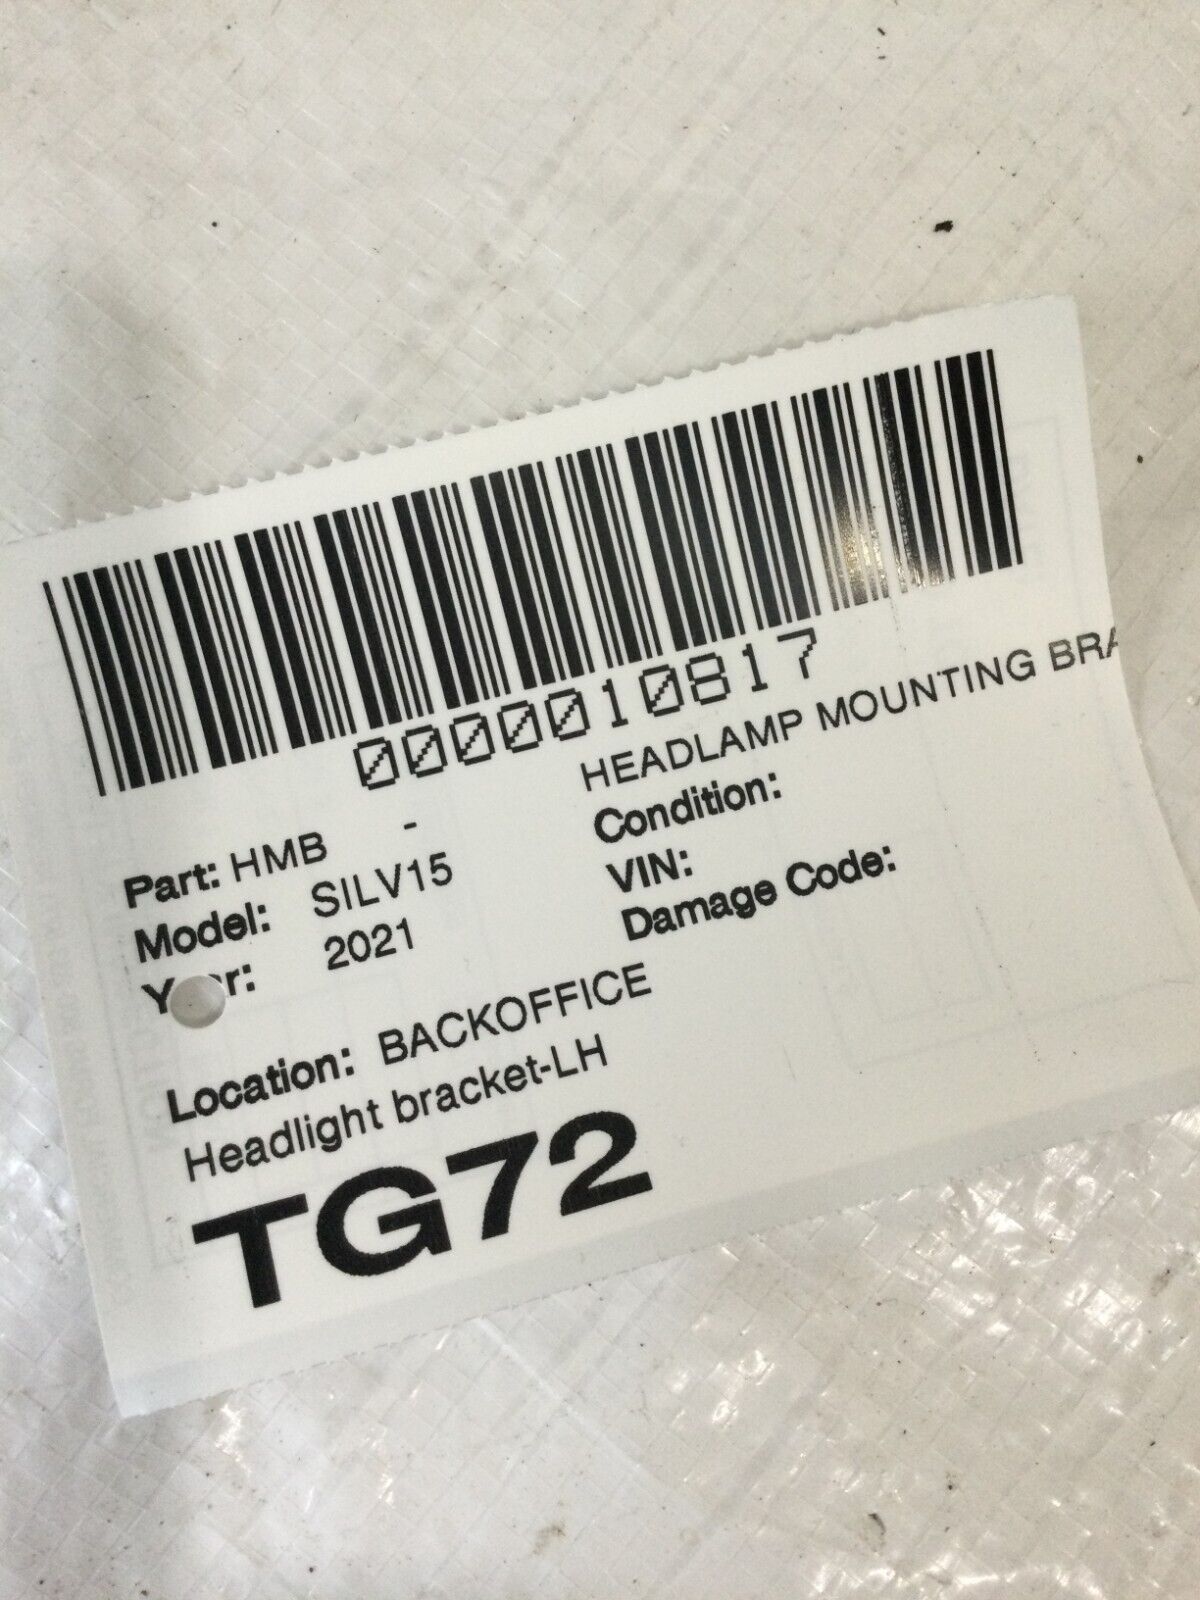 0000010817
Part: HMB - HEADLAMP MOUNTING BRA
Model: SILV15 Condition:
Year: 2021 VIN:
Damage Code:
Location: BACKOFFICE
Headlight bracket-LH
TG72